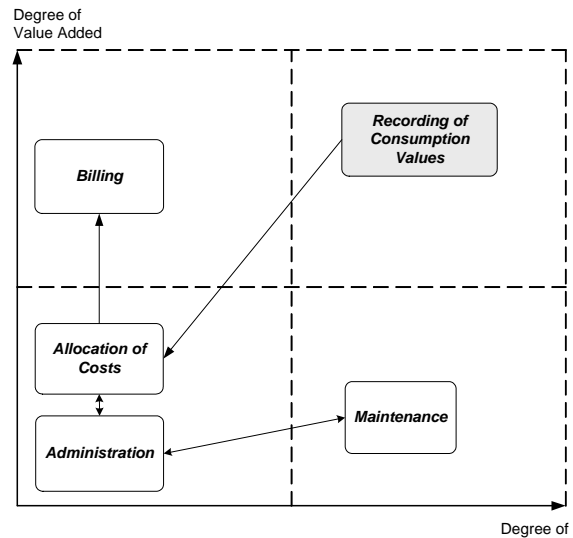 Degree of
Value Added
Recording of
Consumption
Values
Billing
Allocation of
Costs
Administration
Maintenance
Degree of